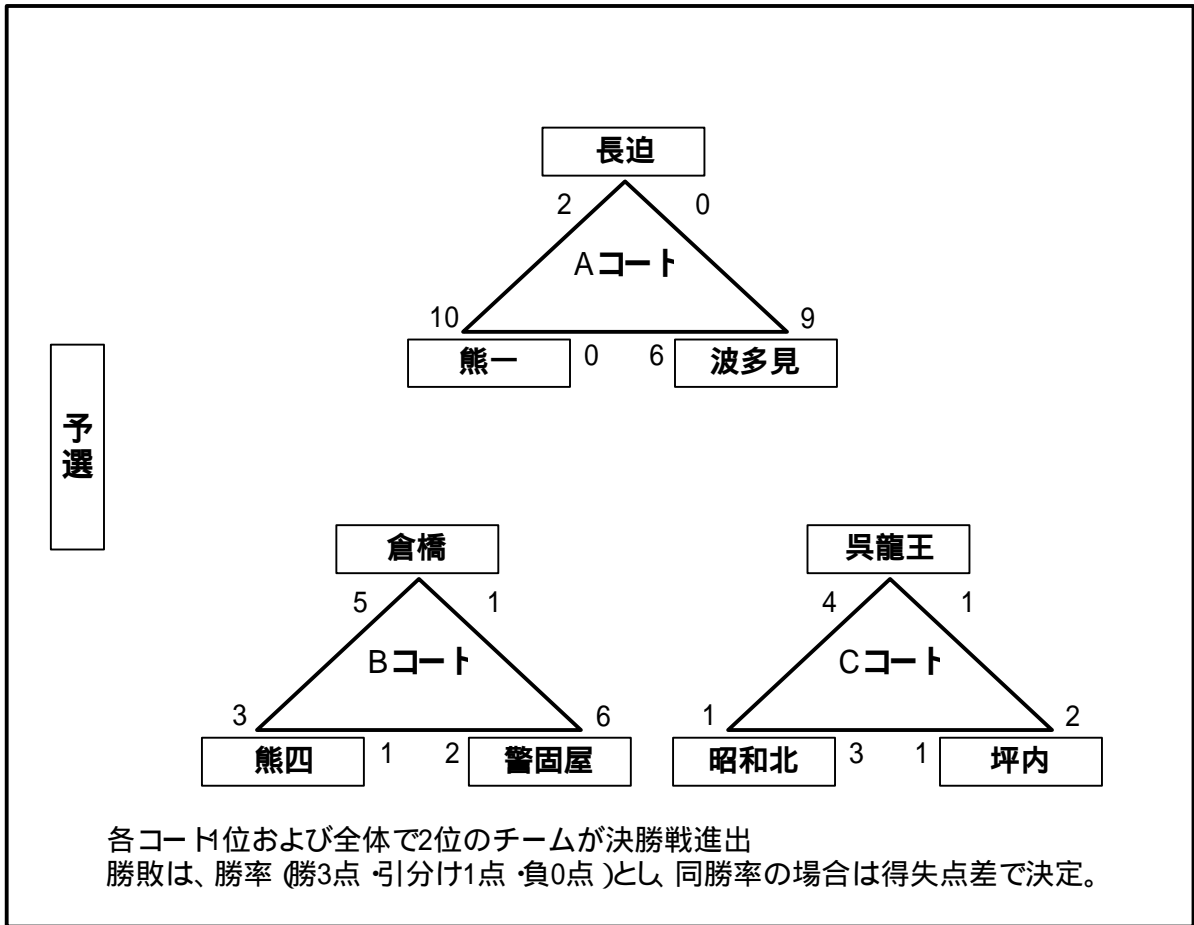 長迫
2 0
Aコート
10 9
熊一 0 6 波多見
予選
倉橋 呉龍王
5 1 4 1
Bコート Cコート
3 6 1 2
熊四 1 2 警固屋 昭和北 3 1 坪内
各コート1位および全体で2位のチームが決勝戦進出
勝敗は、勝率(勝3点・引分け1点・負0点)とし、同勝率の場合は得失点差で決定。